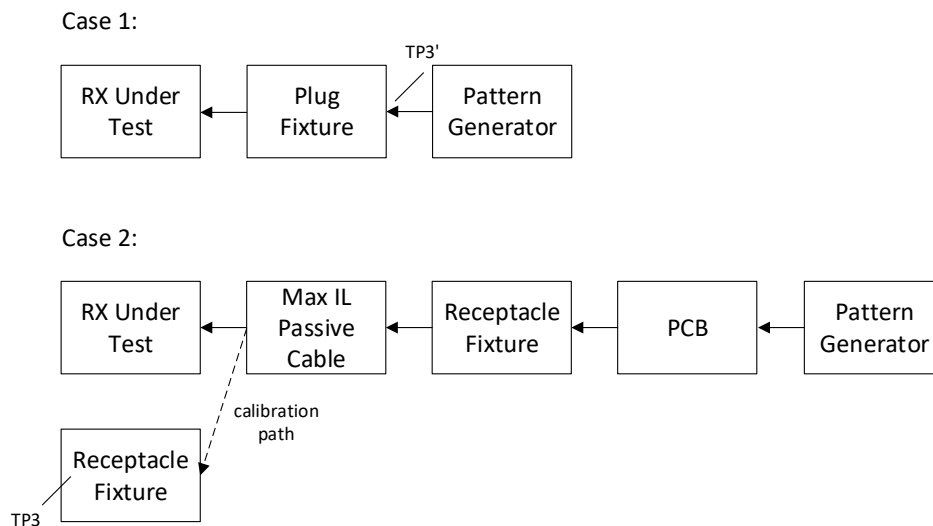 Case 1:
TP3'
RX Under
Test
Plug
Fixture
Pattern
Generator
Case 2:
RX Under
Test
Max IL
Passive
Cable
Receptacle
Fixture
PCB
Pattern
Generator
calibration
path
Receptacle
Fixture
TP3